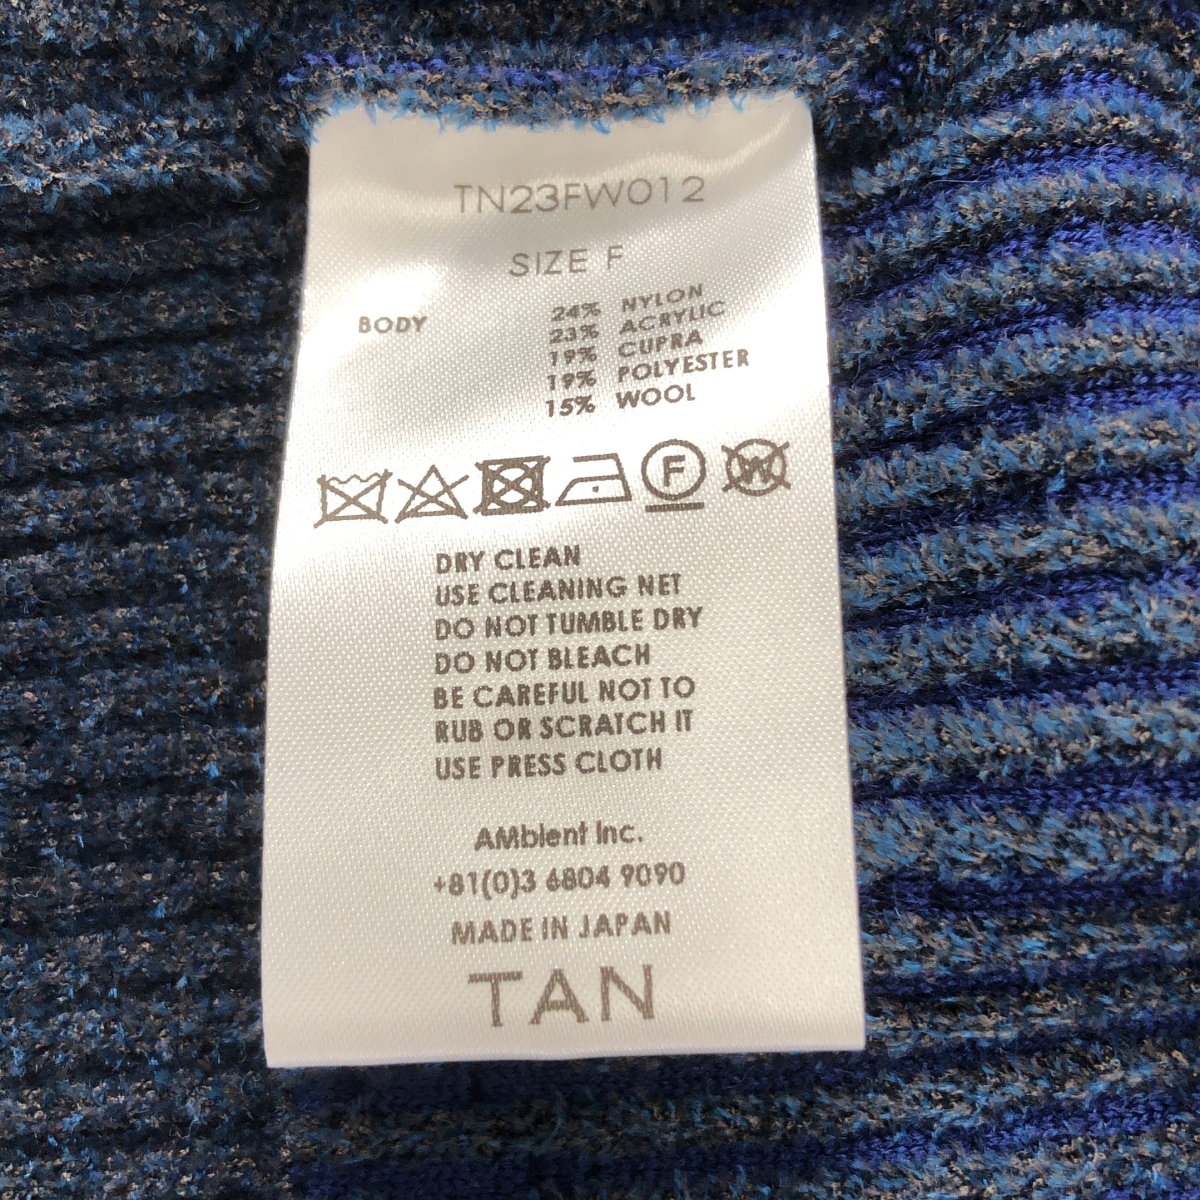 TN23FW012
SIZE F
BODY 24% NYLON
23% ACRYLIC
19% CUPRA
19% POLYESTER
15% WOOL
F W
DRY CLEAN
USE CLEANING NET
DO NOT TUMBLE DRY
DO NOT BLEACH
BE CAREFUL NOT TO
RUB OR SCRATCH IT
USE PRESS CLOTH
AMbient Inc.
+81(0)3 6804 9090
MADE IN JAPAN
TAN